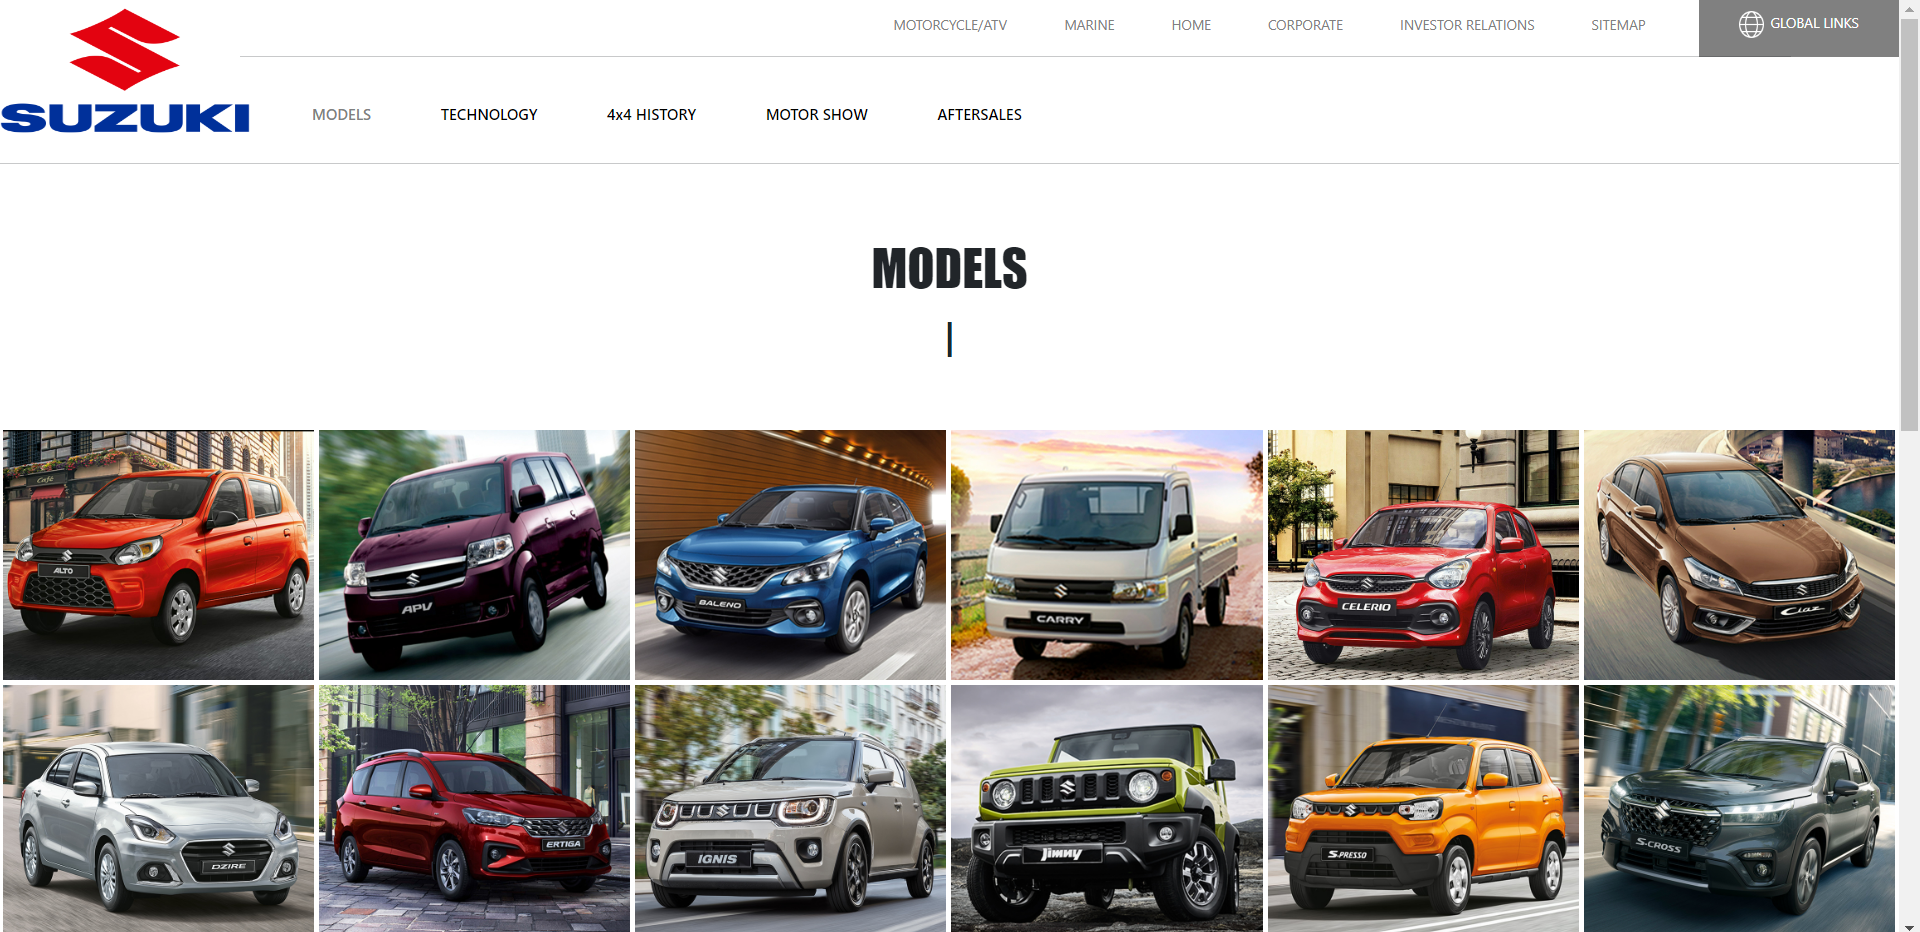 MOTORCYCLE/ATV MARINE HOME CORPORATE INVESTOR RELATIONS SITEMAP GLOBAL LINKS
SUZUKI
MODELS TECHNOLOGY 4x4 HISTORY MOTOR SHOW AFTERSALES
MODELS
Café
ALTO
APV
BALENO
CARRY
CELERIO
Ciaz
DZIRE
ERTIGA
IGNIS
Jimny
S-PRESSO
S-CROSS